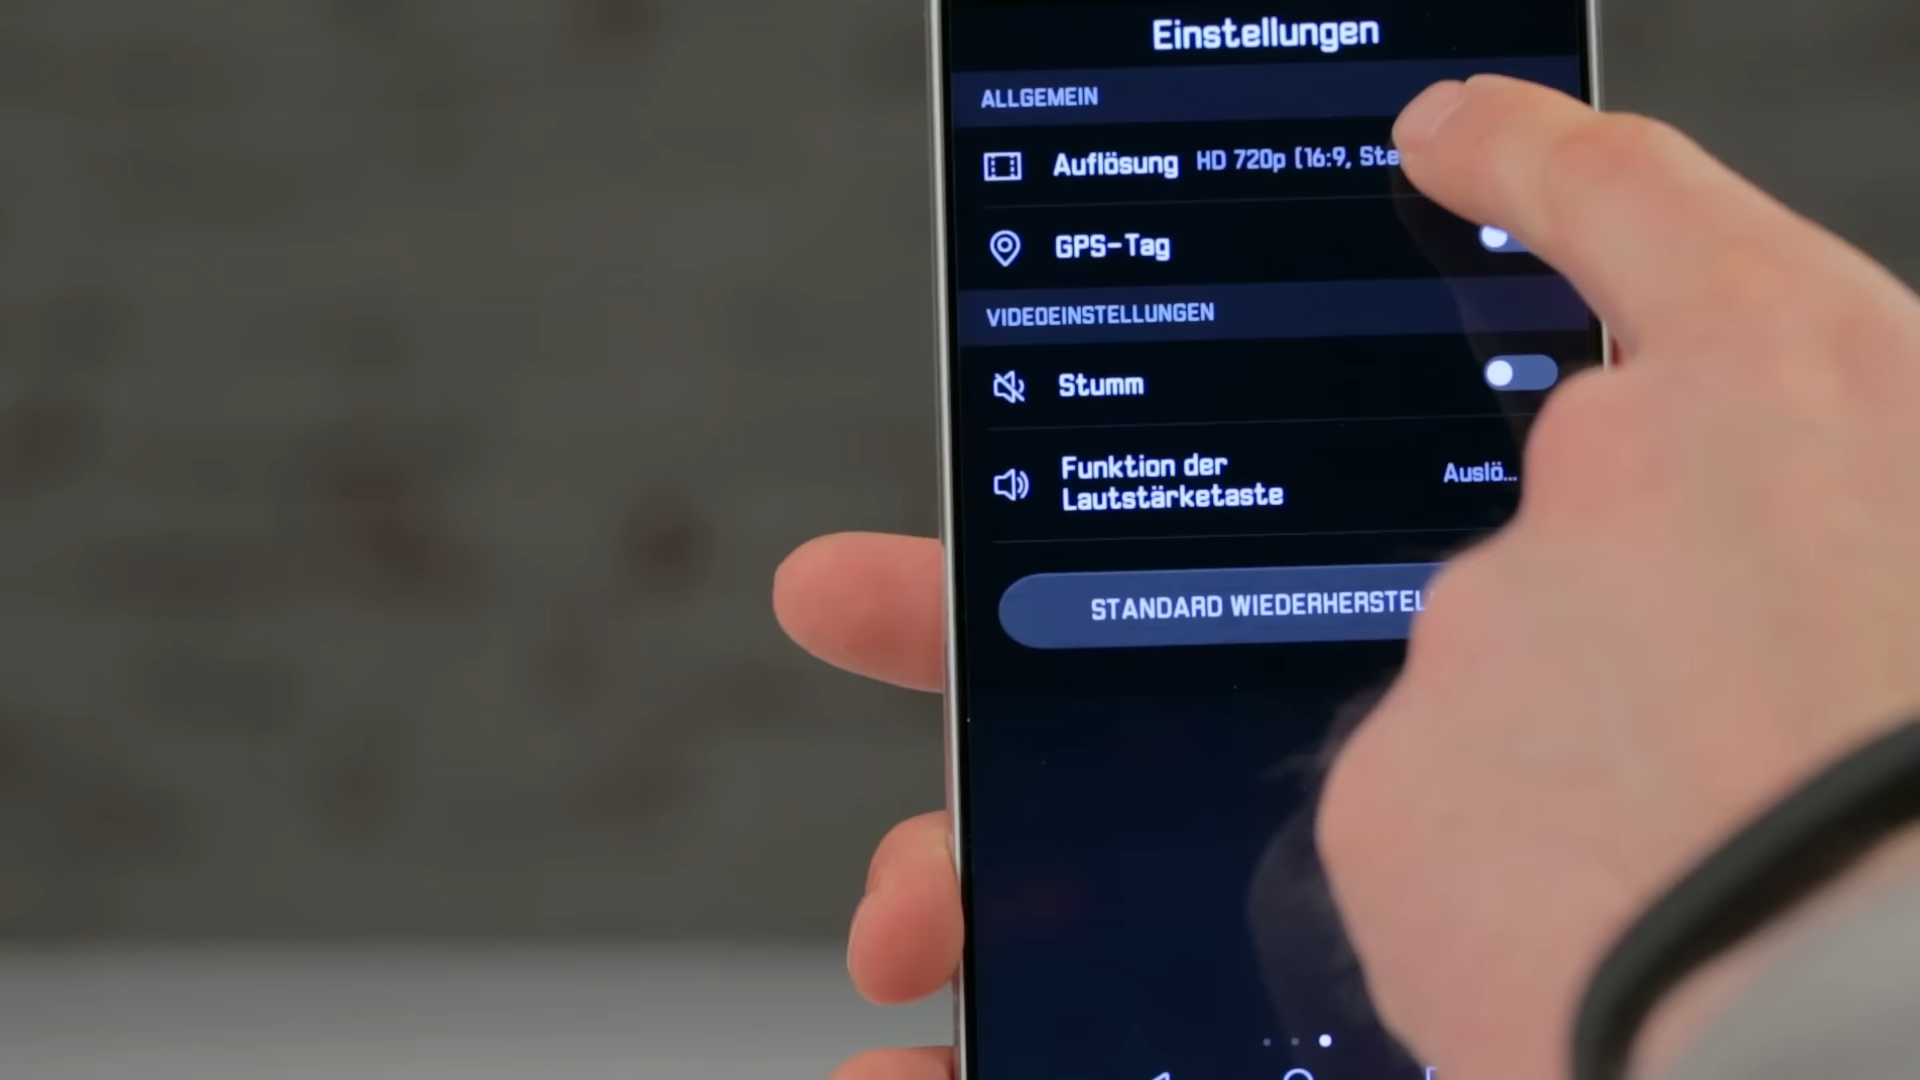 Einstellungen
ALLGEMEIN
Auflösung HD 720p (16:9, Ste
GPS-Tag
VIDEOEINSTELLUNGEN
Stumm
Funktion der
Lautstärketaste
Auslö...
STANDARD WIEDERHERSTEL